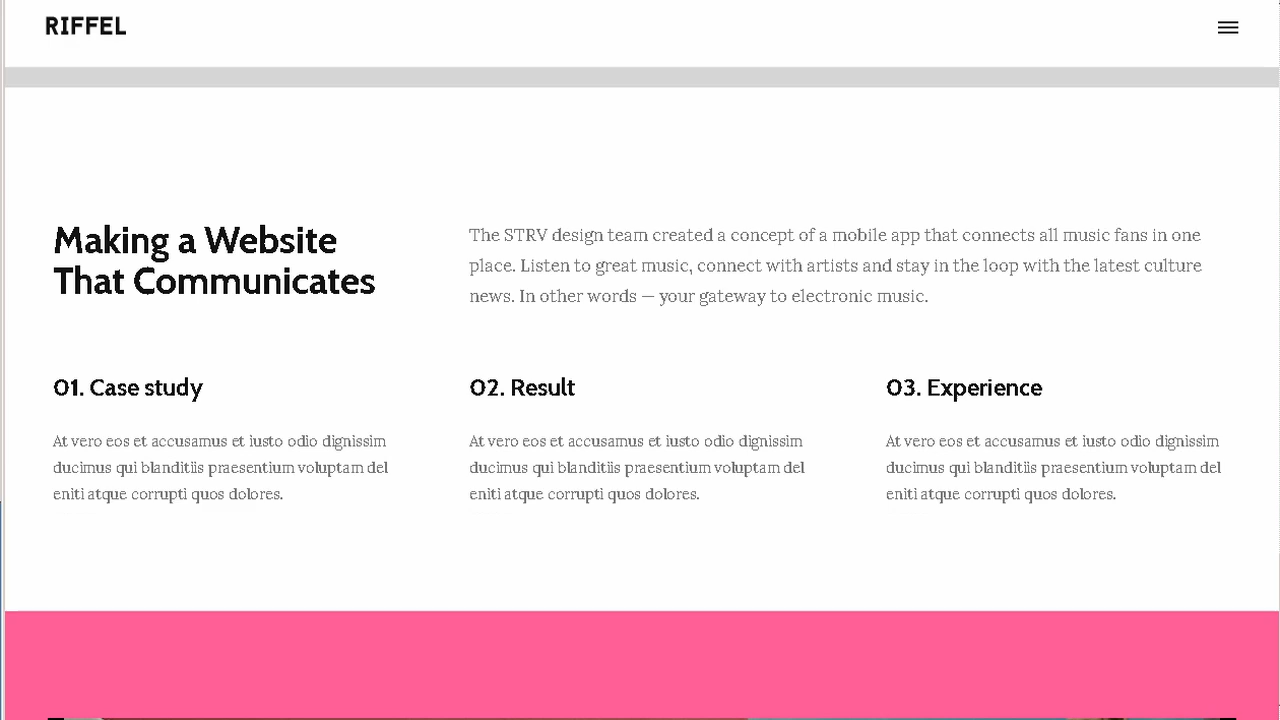 RIFFEL
Making a Website
That Communicates
The STRV design team created a concept of a mobile app that connects all music fans in one
place. Listen to great music, connect with artists and stay in the loop with the latest culture
news. In other words — your gateway to electronic music.
01. Case study
At vero eos et accusamus et iusto odio dignissim
ducimus qui blanditiis praesentium voluptam del
eniti atque corrupti quos dolores.
02. Result
At vero eos et accusamus et iusto odio dignissim
ducimus qui blanditiis praesentium voluptam del
eniti atque corrupti quos dolores.
03. Experience
At vero eos et accusamus et iusto odio dignissim
ducimus qui blanditiis praesentium voluptam del
eniti atque corrupti quos dolores.